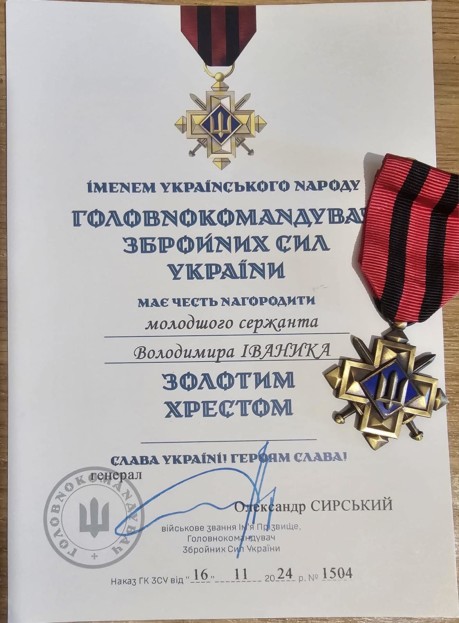 ІМЕНЕМ УКРАЇНСЬКОГО НАРОДУ
ГОЛОВНОКОМАНДУВАЧ
ЗБРОЙНИХ СИЛ
УКРАЇНИ
МАЄ ЧЕСТЬ НАГОРОДИТИ
молодшого сержанта
Володимира ІВАНИКА
ЗОЛОТИМ
ХРЕСТОМ
СЛАВА УКРАЇНІ! ГЕРОЯМ СЛАВА!
генерал
Олександр СИРСЬКИЙ
військове звання Ім'я Прізвище,
Головнокомандувач
Збройних Сил України
ГОЛОВНОКОМАНДУВАЧ
Наказ ГК ЗСУ від "16" 11 2024 р. № 1504